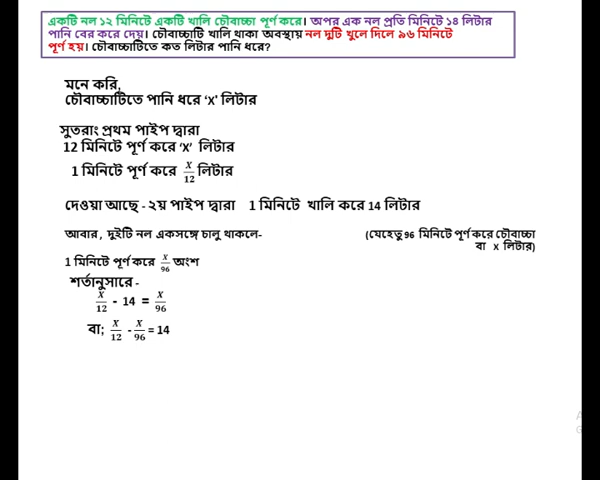 একটি নল ১২ মিনিটে একটি খালি চৌবাচ্চা পূর্ণ করে। অপর এক নল প্রতি মিনিটে ১৪ লিটার
পানি বের করে দেয়। চৌবাচ্চাটি খালি থাকা অবস্থায় নল দুটি খুলে দিলে ৯৬ মিনিটে
পূর্ণ হয়। চৌবাচ্চাটিতে কত লিটার পানি ধরে?
মনে করি,
চৌবাচ্চাটিতে পানি ধরে ‘x’ লিটার
সুতরাং প্রথম পাইপ দ্বারা
12 মিনিটে পূর্ণ করে ‘x’ লিটার
1 মিনিটে পূর্ণ করে x/12 লিটার
দেওয়া আছে - ২য় পাইপ দ্বারা 1 মিনিটে খালি করে 14 লিটার
আবার, দুইটি নল একসঙ্গে চালু থাকলে- (যেহেতু 96 মিনিটে পূর্ণ করে চৌবাচ্চা
বা x লিটার)
1 মিনিটে পূর্ণ করে x/96 অংশ
শর্তানুসারে -
x/12 - 14 = x/96
বা; x/12 - x/96 = 14